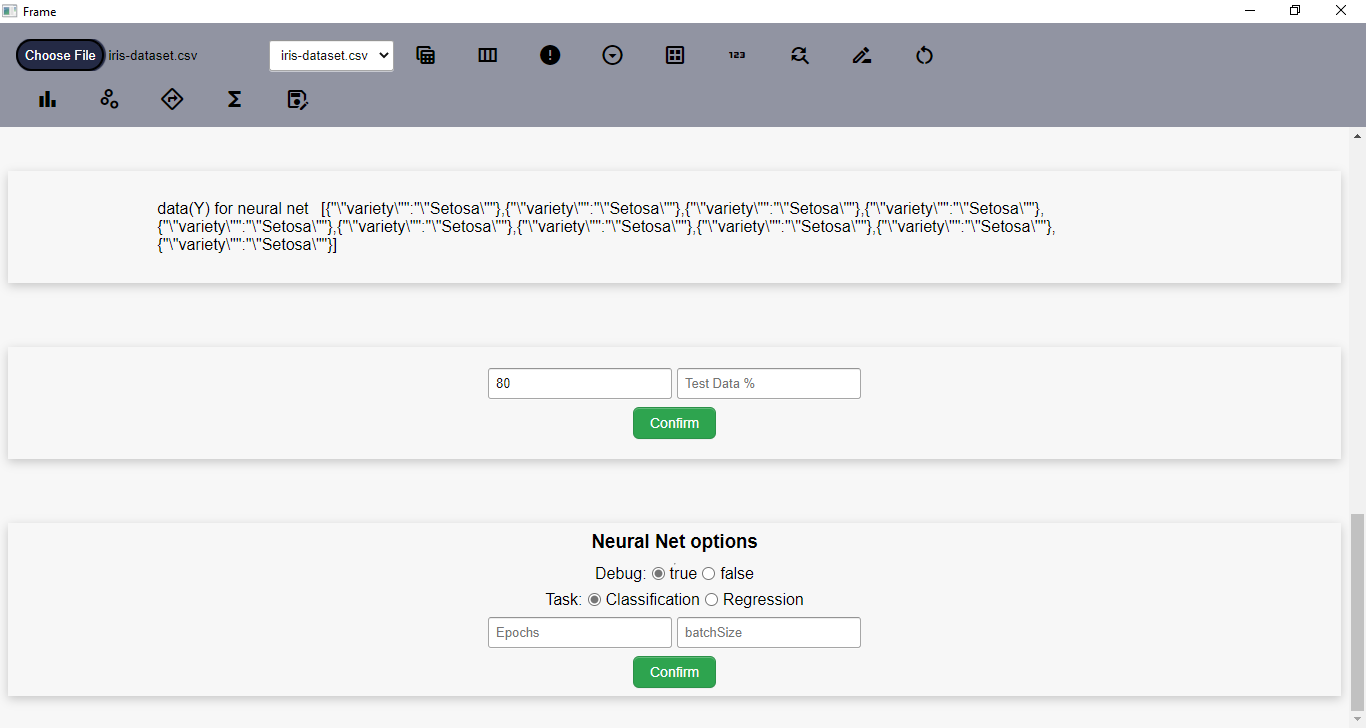 Frame
Choose File iris-dataset.csv iris-dataset.csv 123
data(Y) for neural net [{"\"variety\"":"\"Setosa\""},{"\"variety\"":"\"Setosa\""},{"\"variety\"":"\"Setosa\""},{"\"variety\"":"\"Setosa\""},
{"\"variety\"":"\"Setosa\""},{"\"variety\"":"\"Setosa\""},{"\"variety\"":"\"Setosa\""},{"\"variety\"":"\"Setosa\""},{"\"variety\"":"\"Setosa\""},
{"\"variety\"":"\"Setosa\""}]
80 Test Data %
Confirm
Neural Net options
Debug: true false
Task: Classification Regression
Epochs batchSize
Confirm